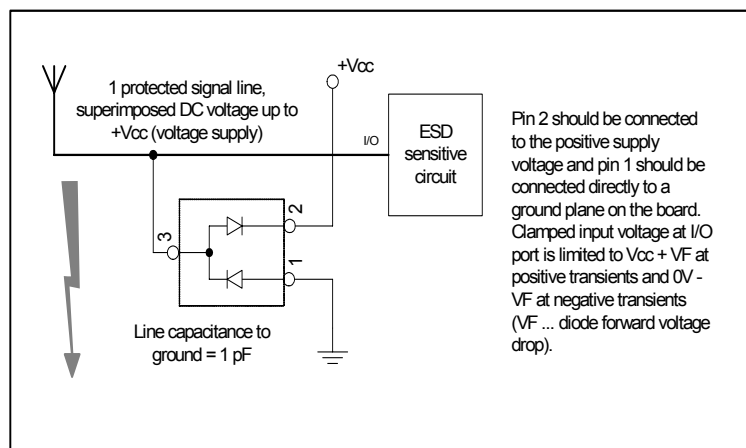 +Vcc
1 protected signal line,
superimposed DC voltage up to
+Vcc (voltage supply)
I/O
ESD
sensitive
circuit
3
2
1
Line capacitance to
ground = 1 pF
Pin 2 should be connected
to the positive supply
voltage and pin 1 should be
connected directly to a
ground plane on the board.
Clamped input voltage at I/O
port is limited to Vcc + VF at
positive transients and 0V -
VF at negative transients
(VF ... diode forward voltage
drop).